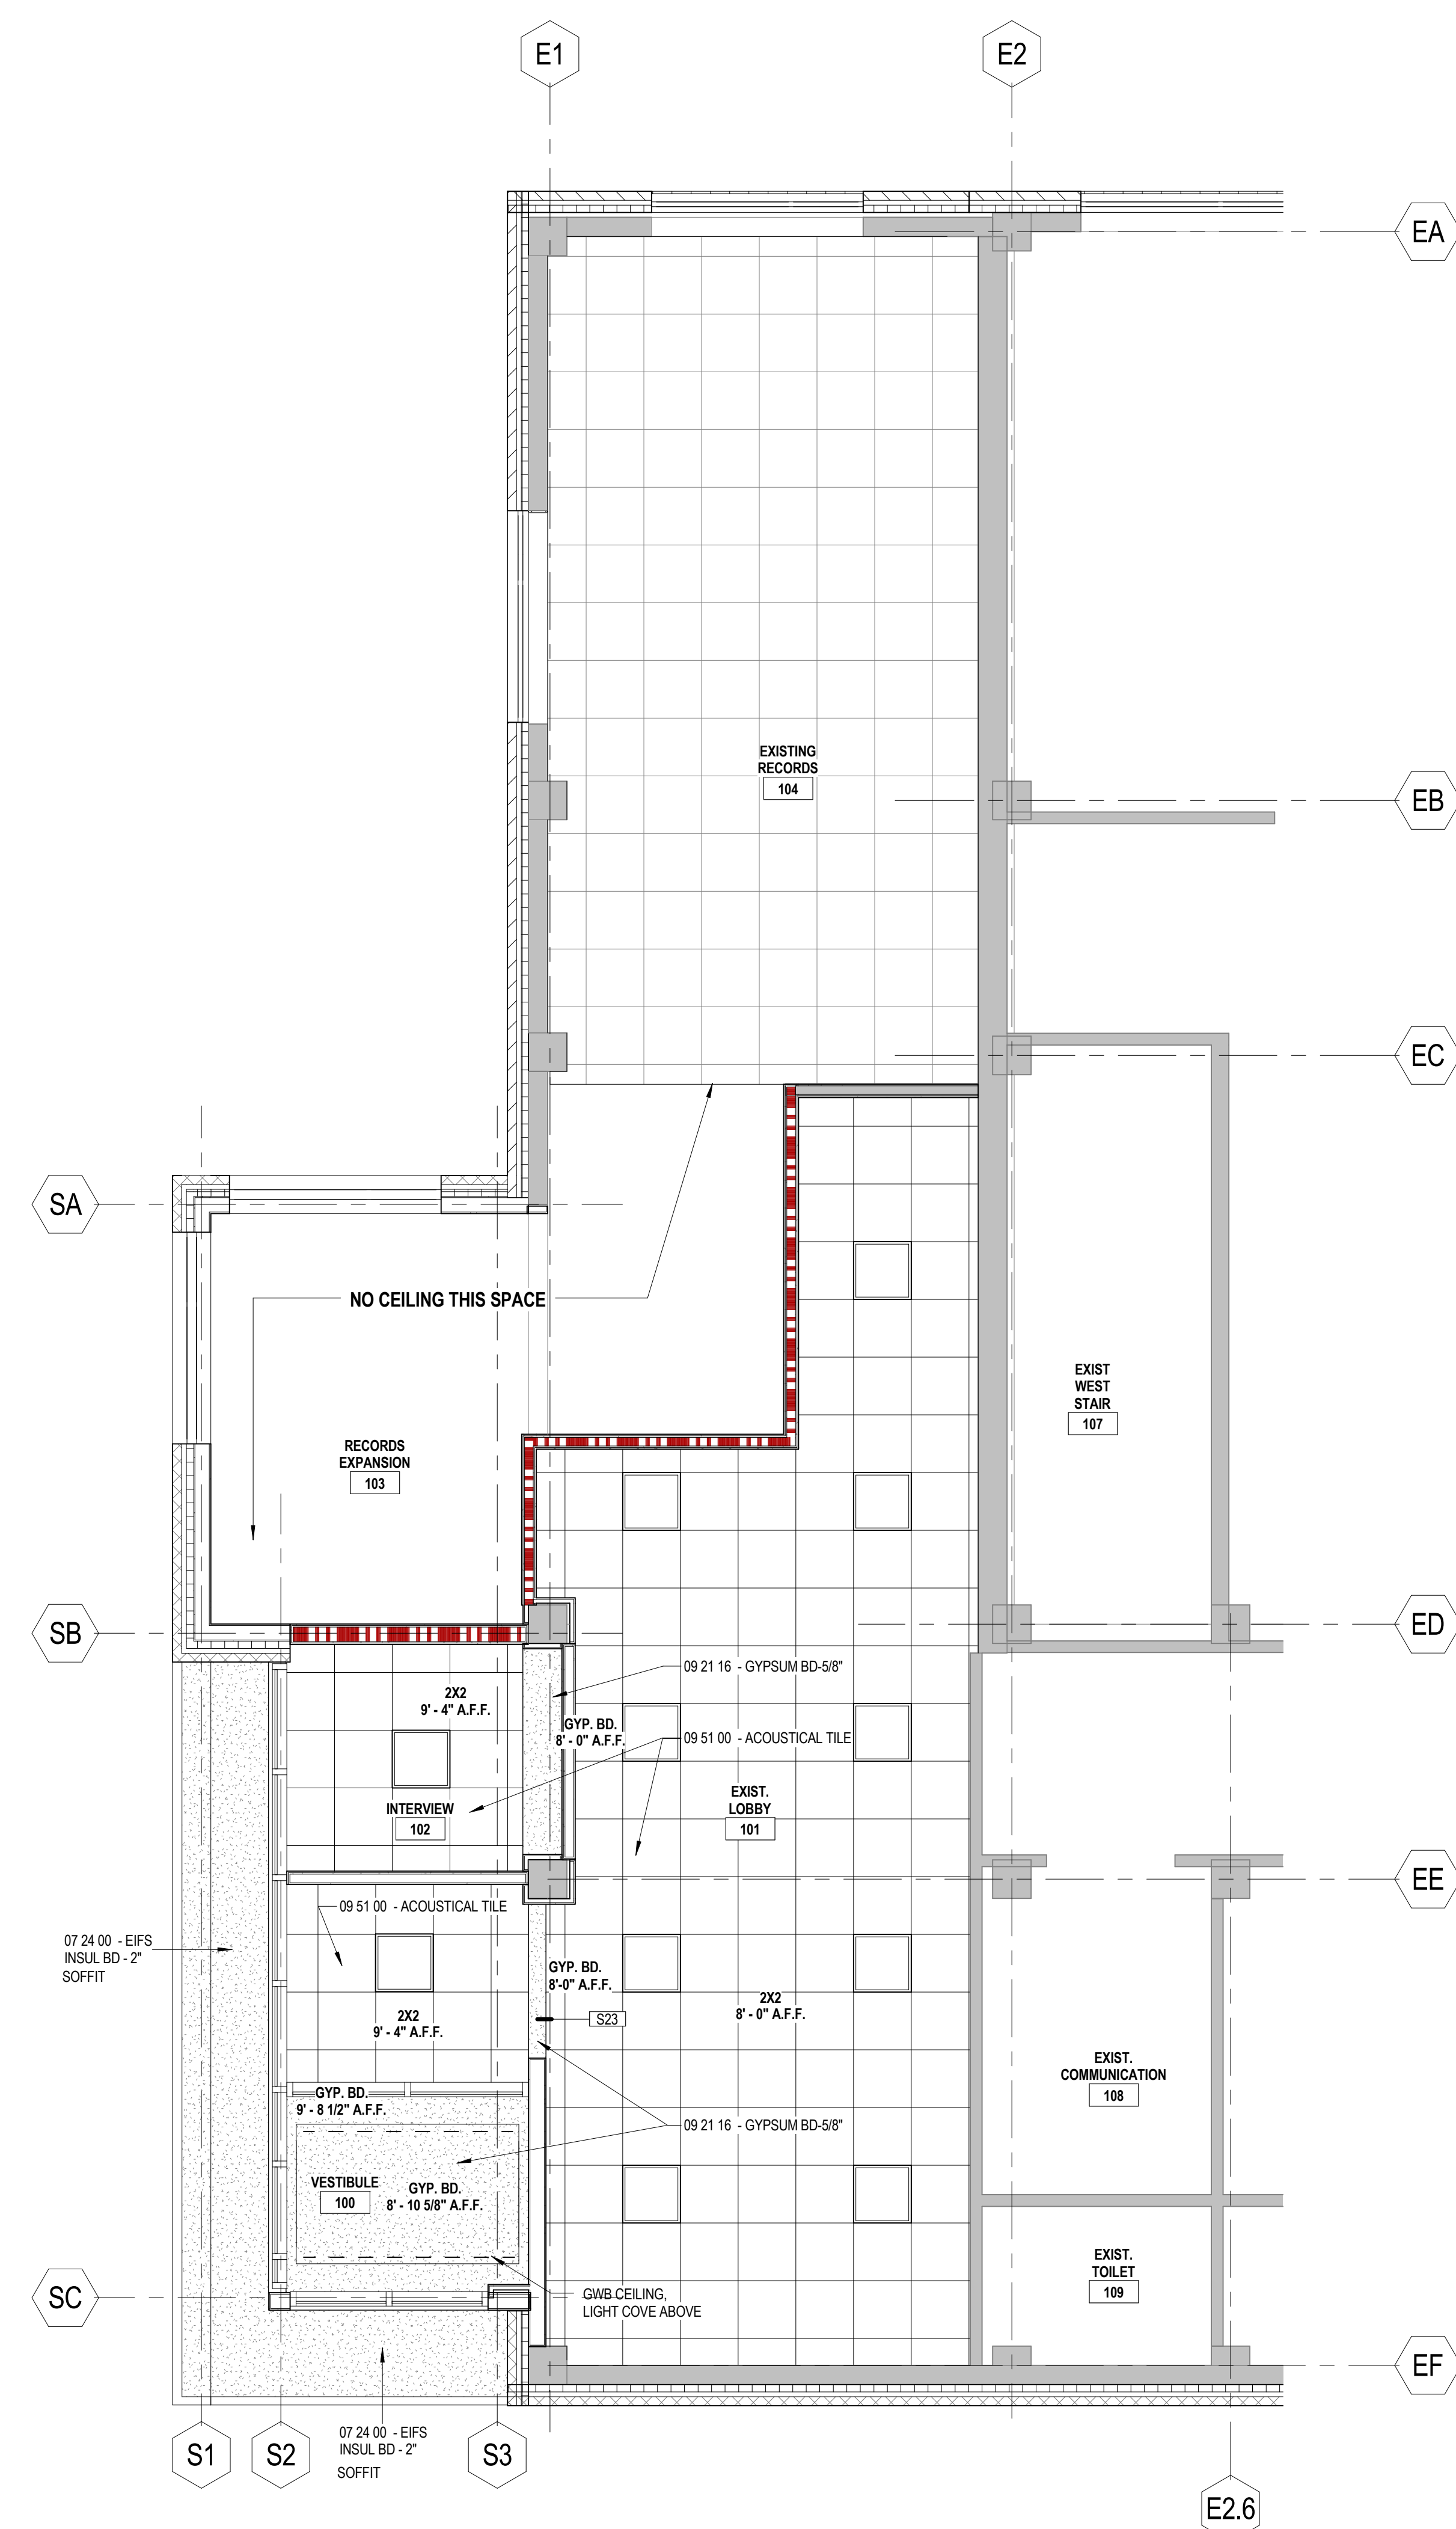 E1
E2
EA
EXISTING
RECORDS
104
EB
EC
SA
NO CEILING THIS SPACE
EXIST
WEST
STAIR
107
RECORDS
EXPANSION
103
SB
ED
09 21 16 - GYPSUM BD-5/8"
2X2
9' - 4" A.F.F.
GYP. BD.
8' - 0" A.F.F.
09 51 00 - ACOUSTICAL TILE
EXIST.
LOBBY
101
INTERVIEW
102
EE
09 51 00 - ACOUSTICAL TILE
07 24 00 - EIFS
INSUL BD - 2"
SOFFIT
GYP. BD.
8'-0" A.F.F.
2X2
8' - 0" A.F.F.
S23
2X2
9' - 4" A.F.F.
EXIST.
COMMUNICATION
108
GYP. BD.
9' - 8 1/2" A.F.F.
09 21 16 - GYPSUM BD-5/8"
VESTIBULE
100
GYP. BD.
8' - 10 5/8" A.F.F.
EXIST.
TOILET
109
SC
GWB CEILING,
LIGHT COVE ABOVE
EF
07 24 00 - EIFS
INSUL BD - 2"
SOFFIT
S1
S2
S3
E2.6